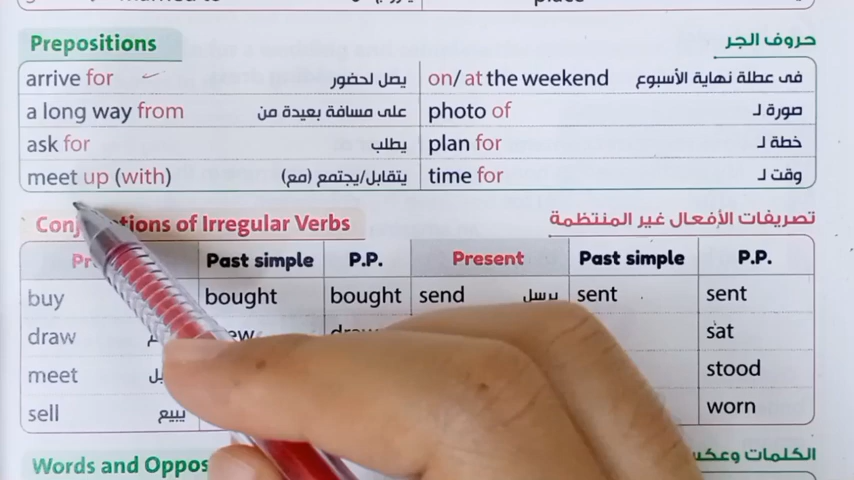 place
Prepositions حروف الجر
arrive for يصل لحضور on/ at the weekend فى عطلة نهاية الأسبوع
a long way from على مسافة بعيدة من photo of صورة لـ
ask for يطلب plan for خطة لـ
meet up (with) يتقابل/يجتمع (مع) time for وقت لـ
of Irregular Verbs تصريفات الأفعال غير المنتظمة
Past simple P.P. Present Past simple P.P.
buy bought bought send يرسل sent sent
draw sat
meet stood
sell يبيع worn
Words and الكلمات